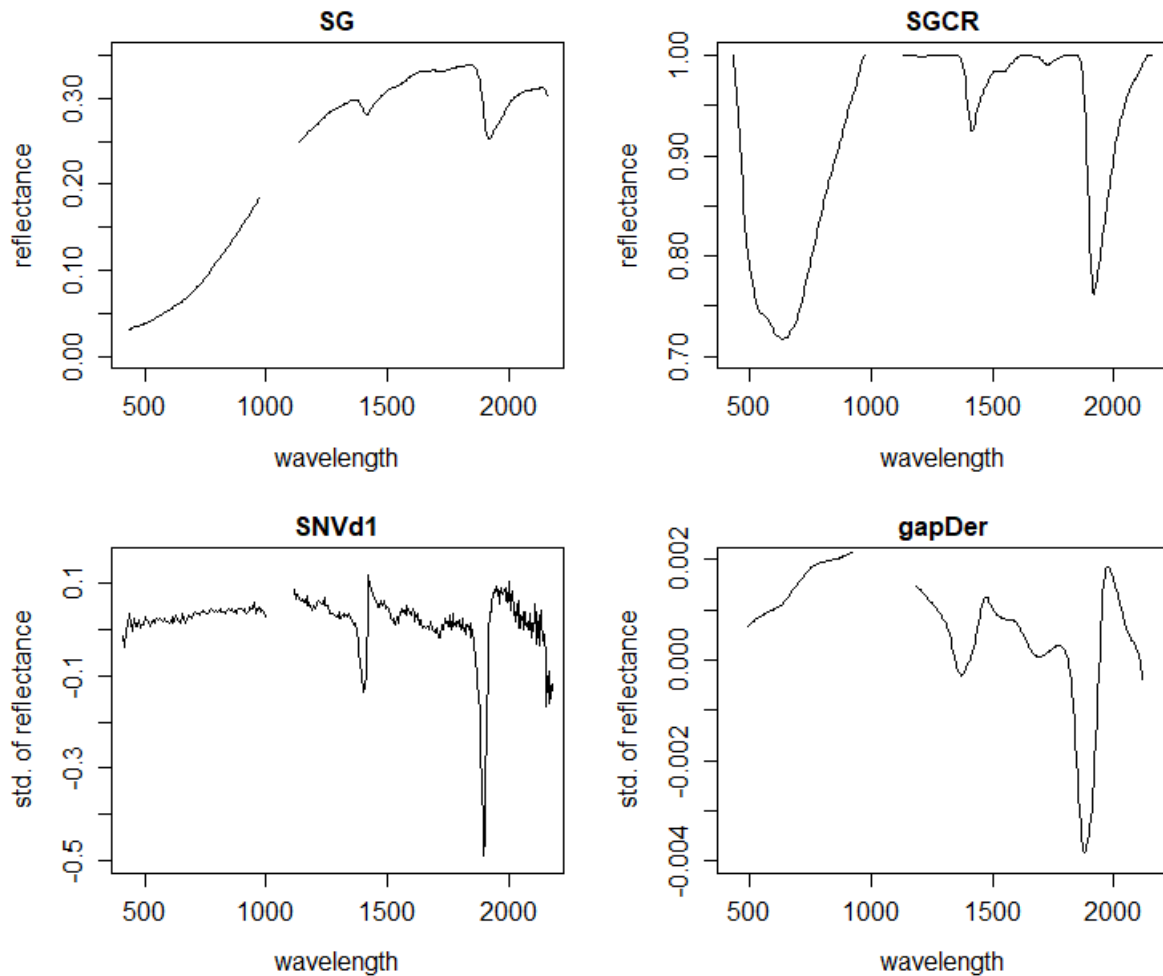 SG
reflectance
0.00 0.10 0.20 0.30
500 1000 1500 2000
wavelength
SGCR
reflectance
0.70 0.80 0.90 1.00
500 1000 1500 2000
wavelength
SNVd1
std. of reflectance
-0.5 -0.3 -0.1 0.1
500 1000 1500 2000
wavelength
gapDer
std. of reflectance
-0.004 -0.002 0.000 0.002
500 1000 1500 2000
wavelength